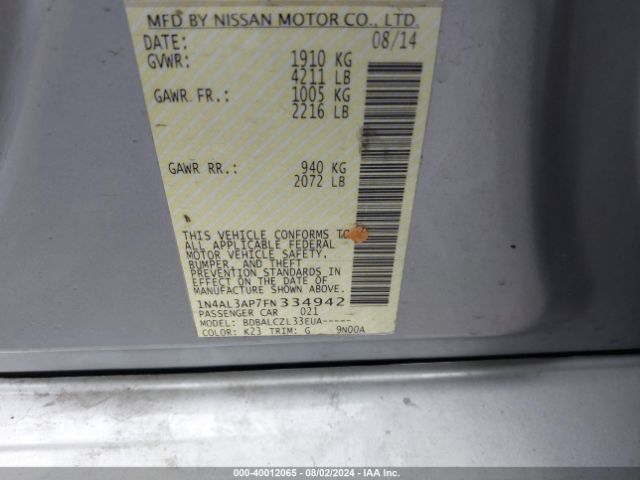 MFD BY NISSAN MOTOR CO., LTD.
DATE: 08/14
GVWR: 1910 KG
4211 LB
GAWR FR.: 1005 KG
2216 LB
GAWR RR.: 940 KG
2072 LB
THIS VEHICLE CONFORMS TO
ALL APPLICABLE FEDERAL
MOTOR VEHICLE SAFETY,
BUMPER, AND THEFT
PREVENTION STANDARDS IN
EFFECT ON THE DATE OF
MANUFACTURE SHOWN ABOVE.
1N4AL3AP7FN334942
PASSENGER CAR 021
MODEL: BDBALCZL33EUA-----
COLOR: K23 TRIM: G 9N00A
000-40012065 - 08/02/2024 - IAA Inc.